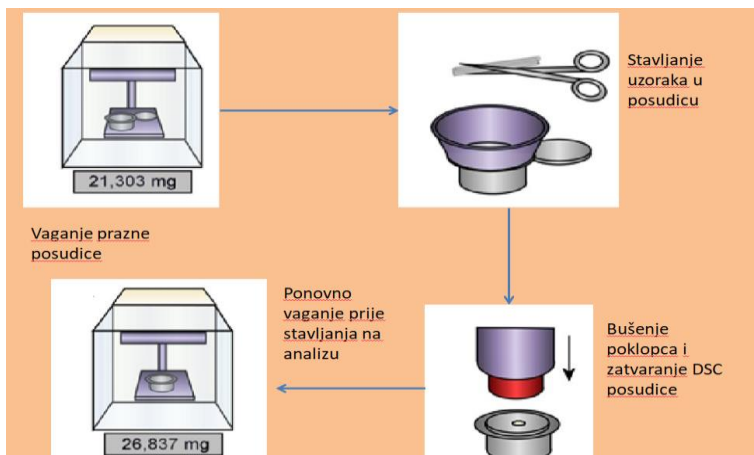 21,303 mg
Vaganje prazne
posudice
Stavljanje
uzoraka u
posudicu
Bušenje
poklopca i
zatvaranje DSC
posudice
Ponovno
vaganje prije
stavljanja na
analizu
26,837 mg